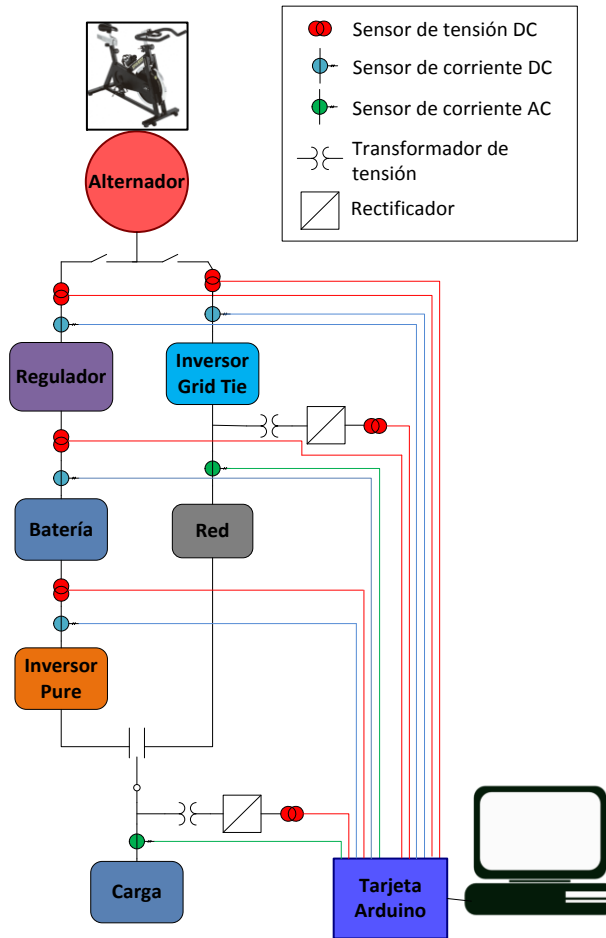 Sensor de tensión DC
Sensor de corriente DC
Sensor de corriente AC
Transformador de
tensión
Rectificador
Alternador
Regulador
Inversor
Grid Tie
Batería
Red
Inversor
Pure
Carga
Tarjeta
Arduino